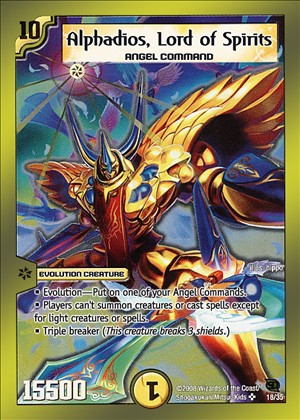 10
Alphadios, Lord of Spirits
ANGEL COMMAND
EVOLUTION CREATURE
▪ Evolution—Put on one of your Angel Commands.
▪ Players can't summon creatures or cast spells except
for light creatures or spells.
▪ Triple breaker (This creature breaks 3 shields.)
15500
1
©2008 Wizards of the Coast/
Shogakukan/Mitsui-Kids
18/35